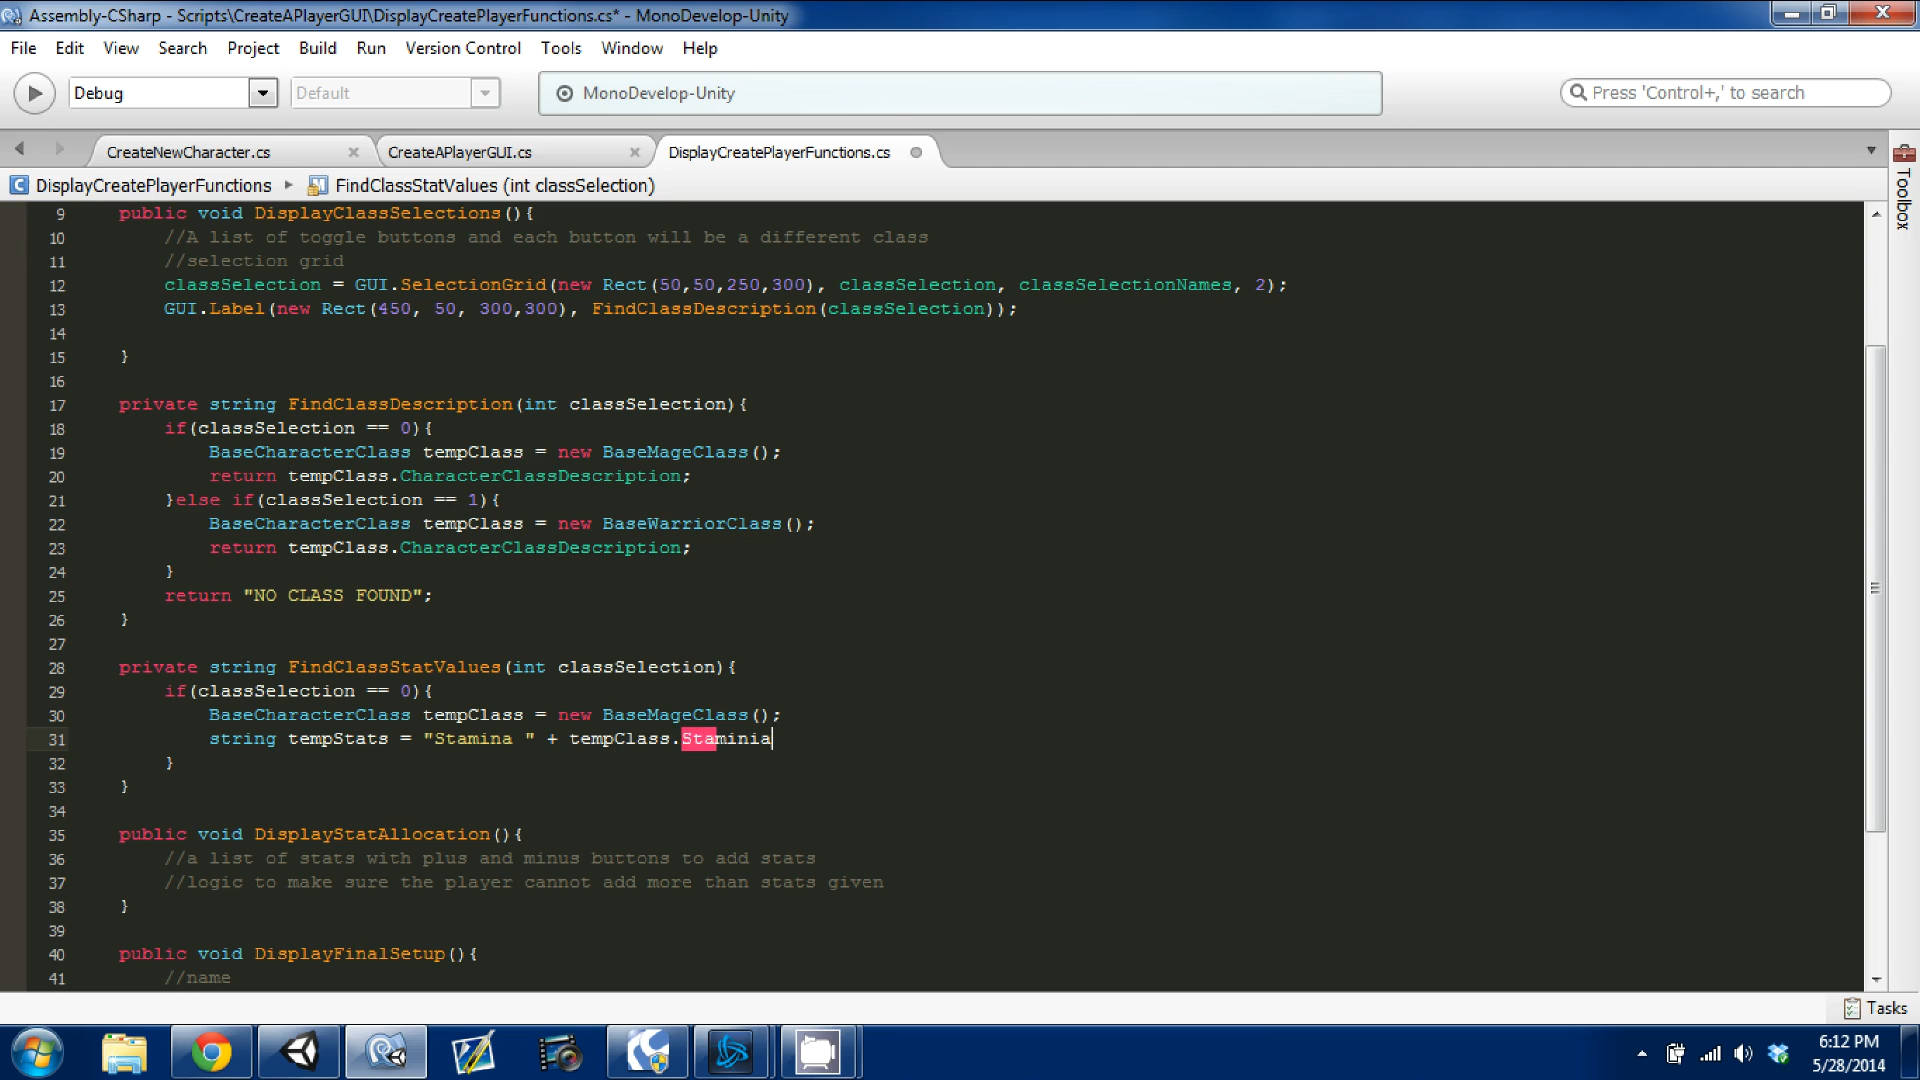 Assembly-CSharp - Scripts\CreateAPlayerGUI\DisplayCreatePlayerFunctions.cs* - MonoDevelop-Unity
File Edit View Search Project Build Run Version Control Tools Window Help
Debug Default MonoDevelop-Unity Press 'Control+,' to search
CreateNewCharacter.cs CreateAPlayerGUI.cs DisplayCreatePlayerFunctions.cs
Toolbox
DisplayCreatePlayerFunctions FindClassStatValues (int classSelection)
9 public void DisplayClassSelections(){
10 //A list of toggle buttons and each button will be a different class
11 //selection grid
12 classSelection = GUI.SelectionGrid(new Rect(50,50,250,300), classSelection, classSelectionNames, 2);
13 GUI.Label(new Rect(450, 50, 300,300), FindClassDescription(classSelection));
14
15 }
16
17 private string FindClassDescription(int classSelection){
18 if(classSelection == 0){
19 BaseCharacterClass tempClass = new BaseMageClass();
20 return tempClass.CharacterClassDescription;
21 }else if(classSelection == 1){
22 BaseCharacterClass tempClass = new BaseWarriorClass();
23 return tempClass.CharacterClassDescription;
24 }
25 return "NO CLASS FOUND";
26 }
27
28 private string FindClassStatValues(int classSelection){
29 if(classSelection == 0){
30 BaseCharacterClass tempClass = new BaseMageClass();
31 string tempStats = "Stamina " + tempClass.Staminia
32 }
33 }
34
35 public void DisplayStatAllocation(){
36 //a list of stats with plus and minus buttons to add stats
37 //logic to make sure the player cannot add more than stats given
38 }
39
40 public void DisplayFinalSetup(){
41 //name
Tasks
6:12 PM
5/28/2014